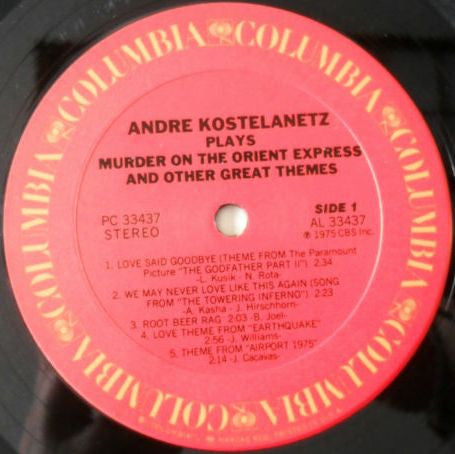 COLUMBIA COLUMBIA COLUMBIA COLUMBIA COLUMBIA COLUMBIA
ANDRE KOSTELANETZ
PLAYS
MURDER ON THE ORIENT EXPRESS
AND OTHER GREAT THEMES
PC 33437
STEREO
SIDE 1
AL 33437
℗ 1975 CBS Inc.
1. LOVE SAID GOODBYE (THEME FROM The Paramount
Picture "THE GODFATHER PART II") 2:34
-L. Kusik - N. Rota-
2. WE MAY NEVER LOVE LIKE THIS AGAIN (SONG
FROM "THE TOWERING INFERNO") 2:23
-A. Kasha - J. Hirschhorn-
3. ROOT BEER RAG 2:03 -B. Joel-
4. LOVE THEME FROM "EARTHQUAKE"
2:56 -J. Williams-
5. THEME FROM "AIRPORT 1975"
2:14 -J. Cacavas-